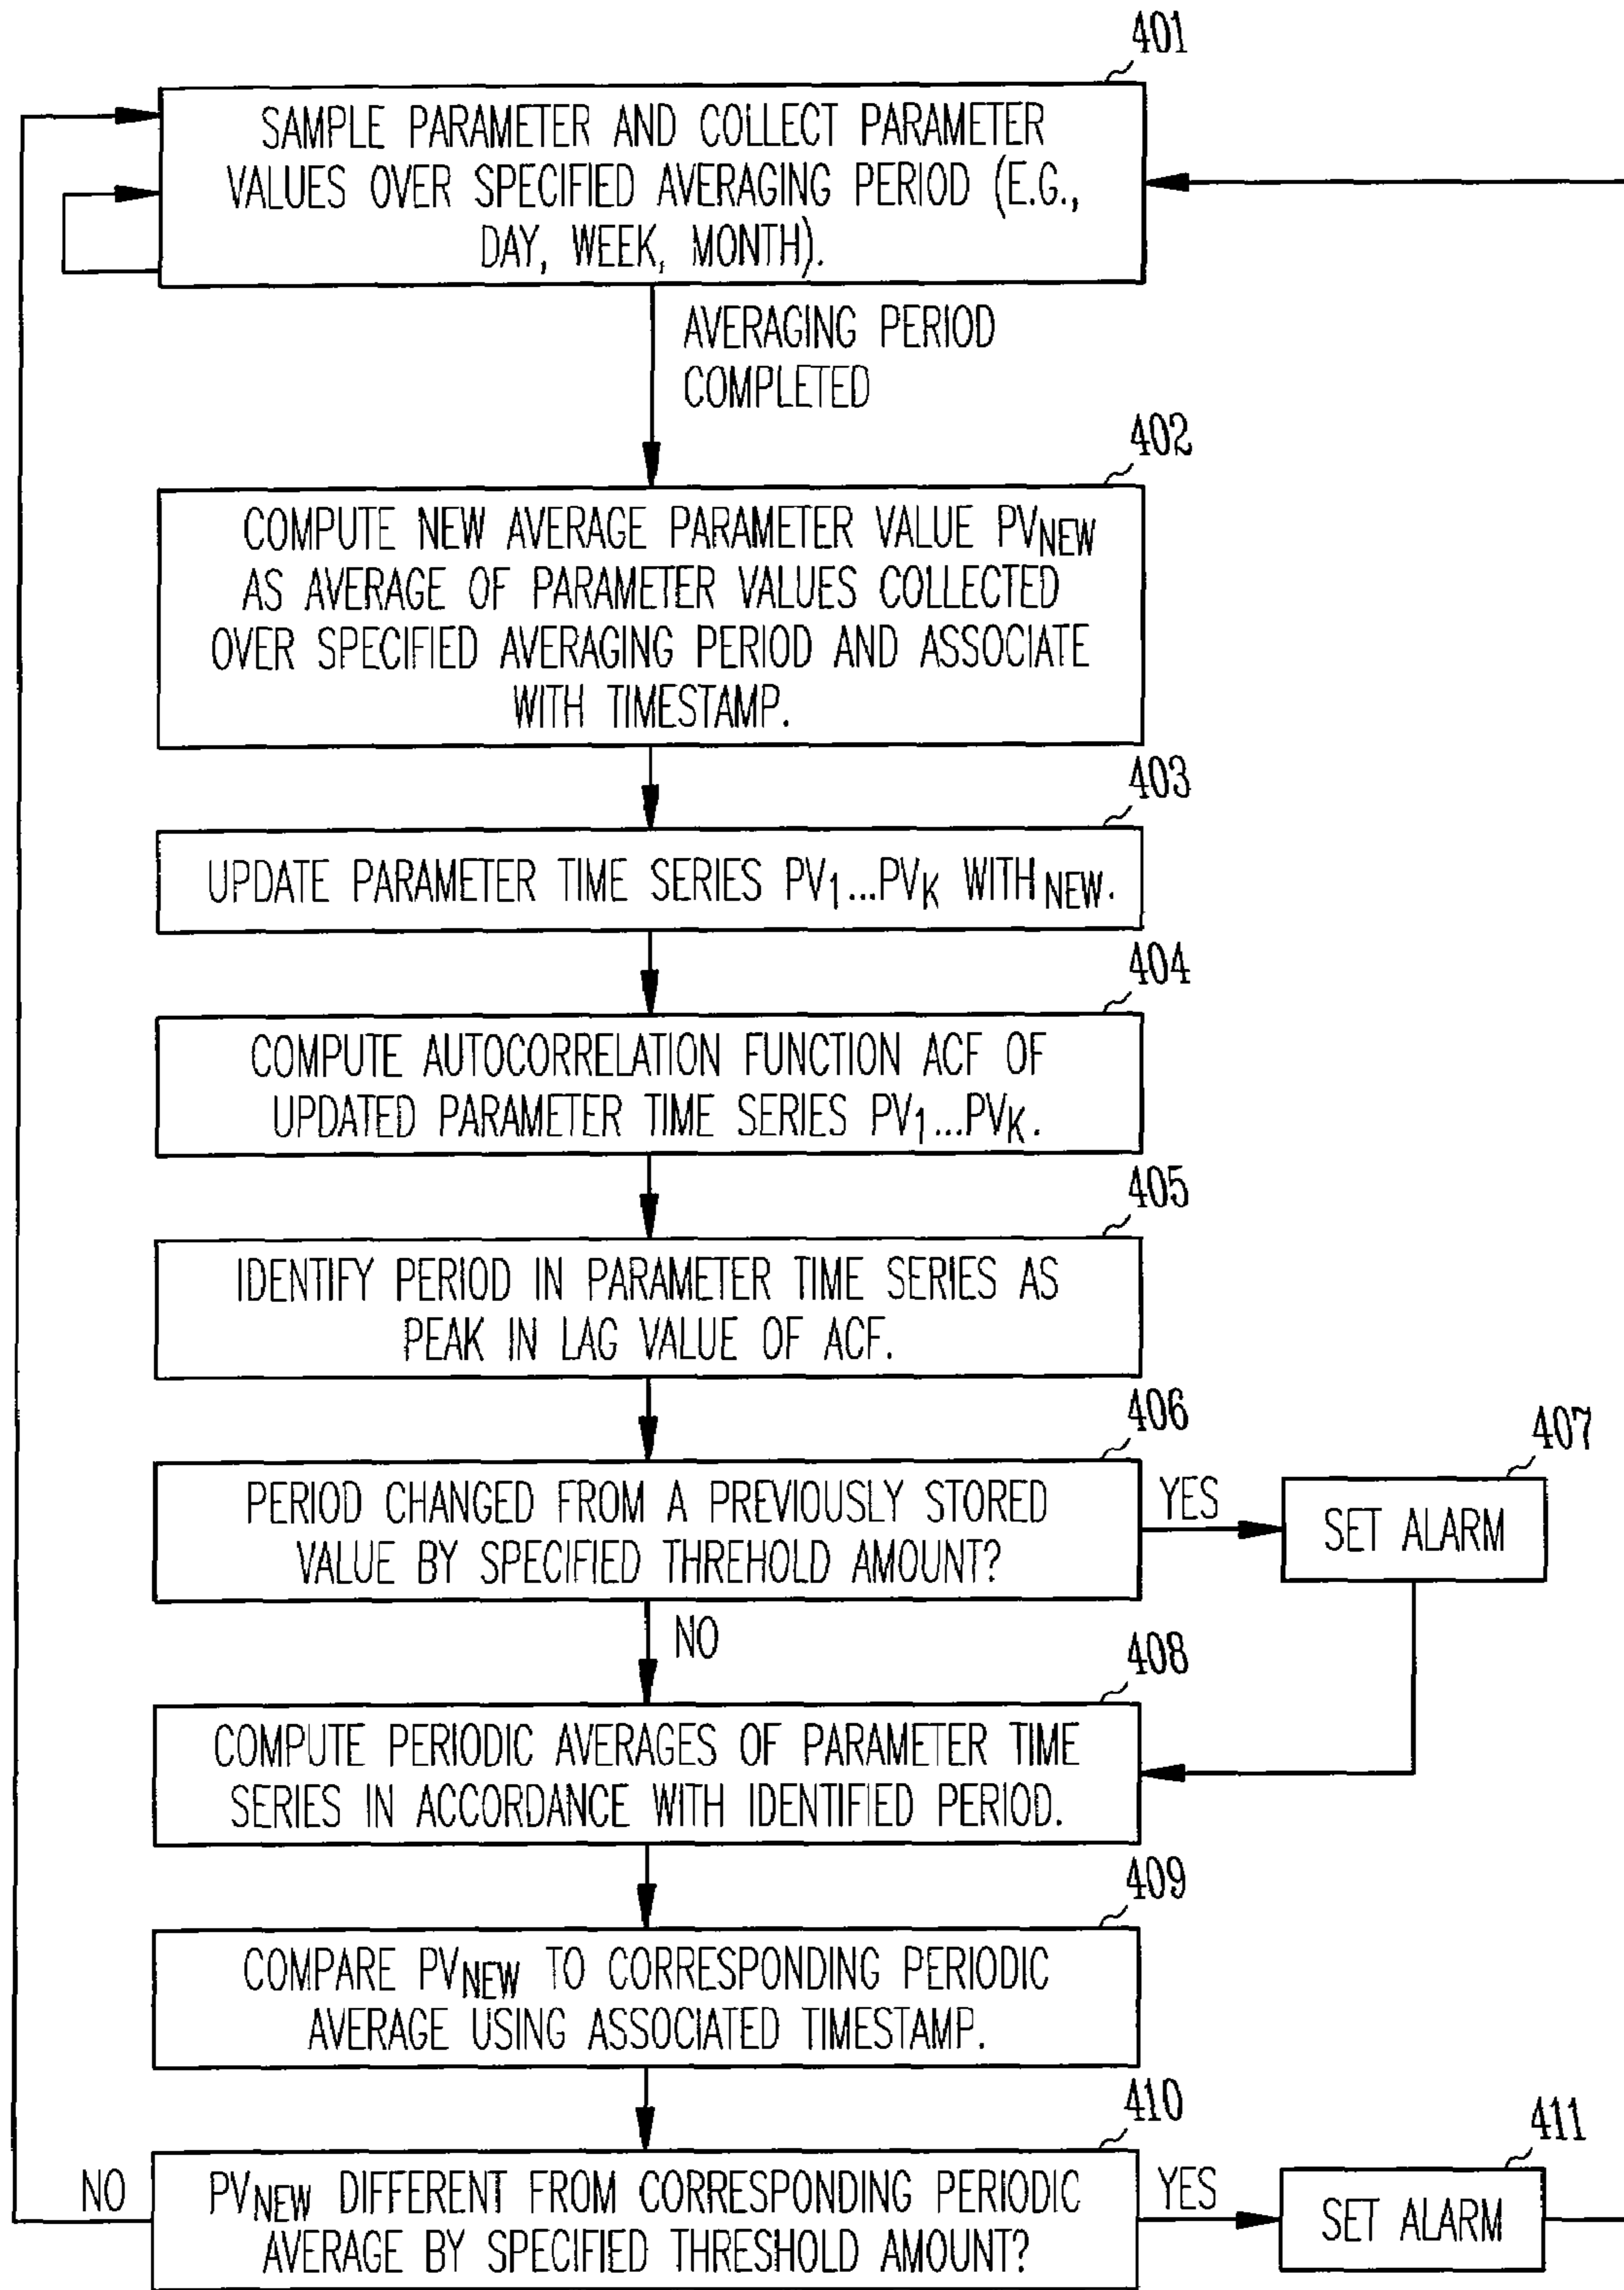 401
SAMPLE PARAMETER AND COLLECT PARAMETER
VALUES OVER SPECIFIED AVERAGING PERIOD (E.G.,
DAY, WEEK, MONTH).
AVERAGING PERIOD
COMPLETED
402
COMPUTE NEW AVERAGE PARAMETER VALUE PVNEW
AS AVERAGE OF PARAMETER VALUES COLLECTED
OVER SPECIFIED AVERAGING PERIOD AND ASSOCIATE
WITH TIMESTAMP.
403
UPDATE PARAMETER TIME SERIES PV1...PVK WITH NEW.
404
COMPUTE AUTOCORRELATION FUNCTION ACF OF
UPDATED PARAMETER TIME SERIES PV1...PVK.
405
IDENTIFY PERIOD IN PARAMETER TIME SERIES AS
PEAK IN LAG VALUE OF ACF.
406
PERIOD CHANGED FROM A PREVIOUSLY STORED
VALUE BY SPECIFIED THREHOLD AMOUNT?
YES
407
SET ALARM
NO
408
COMPUTE PERIODIC AVERAGES OF PARAMETER TIME
SERIES IN ACCORDANCE WITH IDENTIFIED PERIOD.
409
COMPARE PVNEW TO CORRESPONDING PERIODIC
AVERAGE USING ASSOCIATED TIMESTAMP.
410
NO
PVNEW DIFFERENT FROM CORRESPONDING PERIODIC
AVERAGE BY SPECIFIED THRESHOLD AMOUNT?
YES
411
SET ALARM